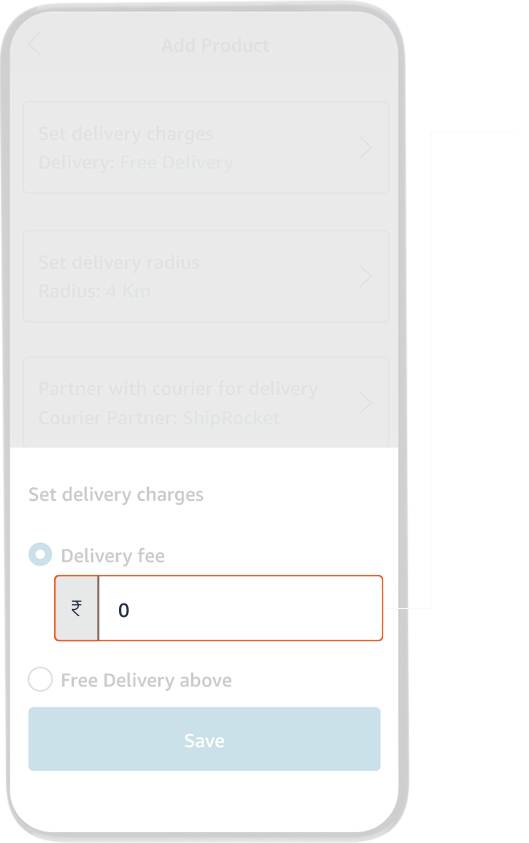 Add Product
Set delivery charges
Delivery: Free Delivery
Set delivery radius
Radius: 4 Km
Partner with courier for delivery
Courier Partner: ShipRocket
Set delivery charges
Delivery fee
₹ 0
Free Delivery above
Save